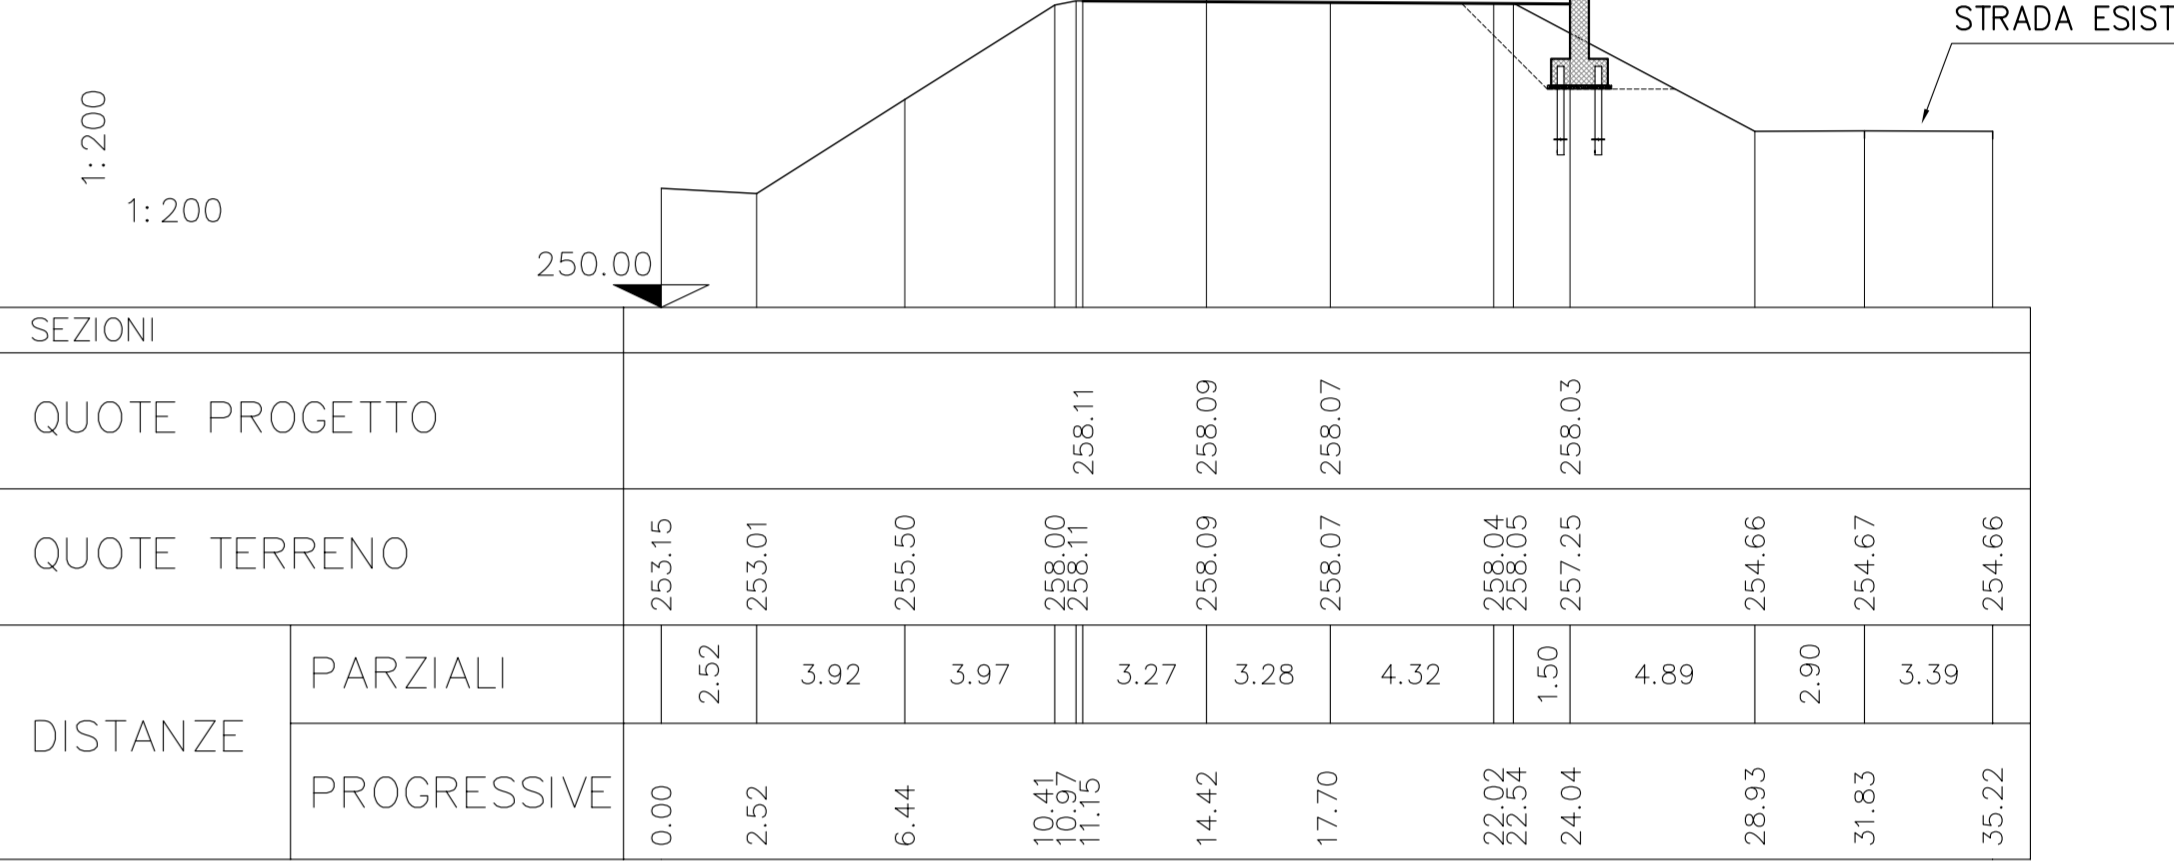 STRADA ESIST
1:200
1:200
250.00
SEZIONI
QUOTE PROGETTO
258.11 258.09 258.07 258.03
QUOTE TERRENO
253.15 253.01 255.50 258.00 258.11 258.09 258.07 258.04 258.05 257.25 254.66 254.67 254.66
DISTANZE
PARZIALI
2.52 3.92 3.97 3.27 3.28 4.32 1.50 4.89 2.90 3.39
PROGRESSIVE
0.00 2.52 6.44 10.41 10.97 11.15 14.42 17.70 22.02 22.54 24.04 28.93 31.83 35.22